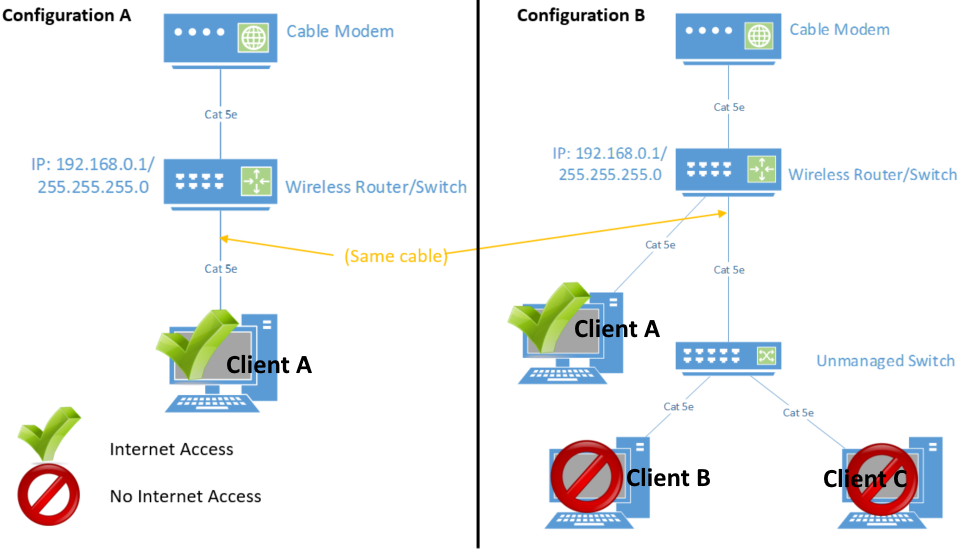 Configuration A
Cable Modem
Cat 5e
IP: 192.168.0.1/
255.255.255.0
Wireless Router/Switch
(Same cable)
Cat 5e
Client A
Internet Access
No Internet Access
Configuration B
Cable Modem
Cat 5e
IP: 192.168.0.1/
255.255.255.0
Wireless Router/Switch
Cat 5e
Cat 5e
Client A
Unmanaged Switch
Cat 5e
Cat 5e
Client B
Client C